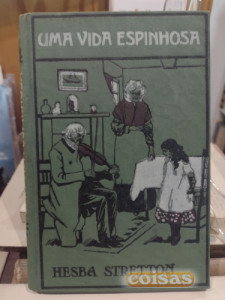 UMA VIDA ESPINHOSA
HESBA STRETTON
coisas